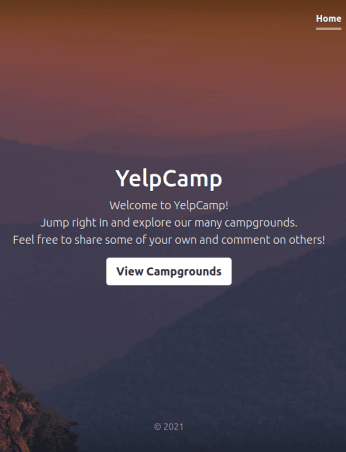 Home
YelpCamp
Welcome to YelpCamp!
Jump right in and explore our many campgrounds.
Feel free to share some of your own and comment on others!
View Campgrounds
© 2021